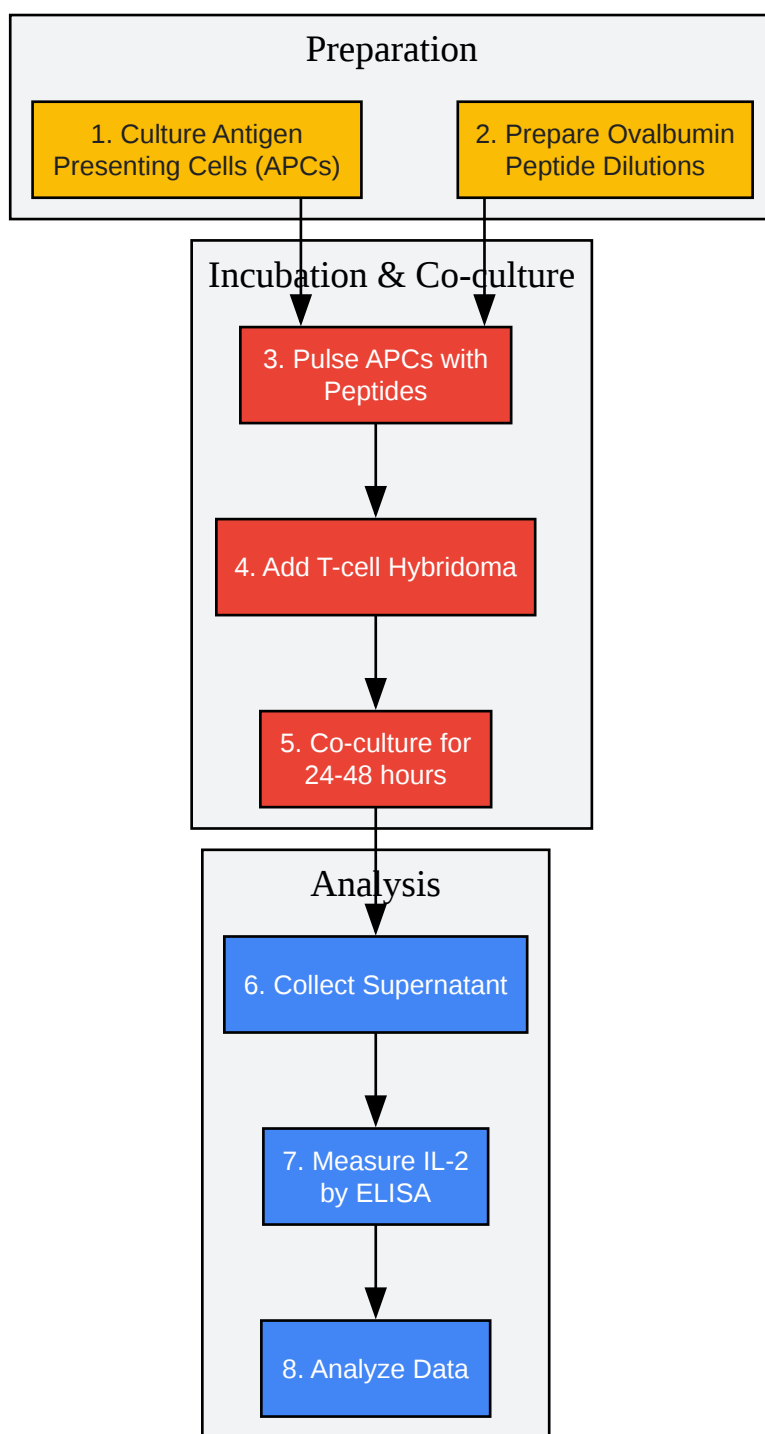 Preparation
1. Culture Antigen
Presenting Cells (APCs)
2. Prepare Ovalbumin
Peptide Dilutions
Incubation & Co-culture
3. Pulse APCs with
Peptides
4. Add T-cell Hybridoma
5. Co-culture for
24-48 hours
Analysis
6. Collect Supernatant
7. Measure IL-2
by ELISA
8. Analyze Data